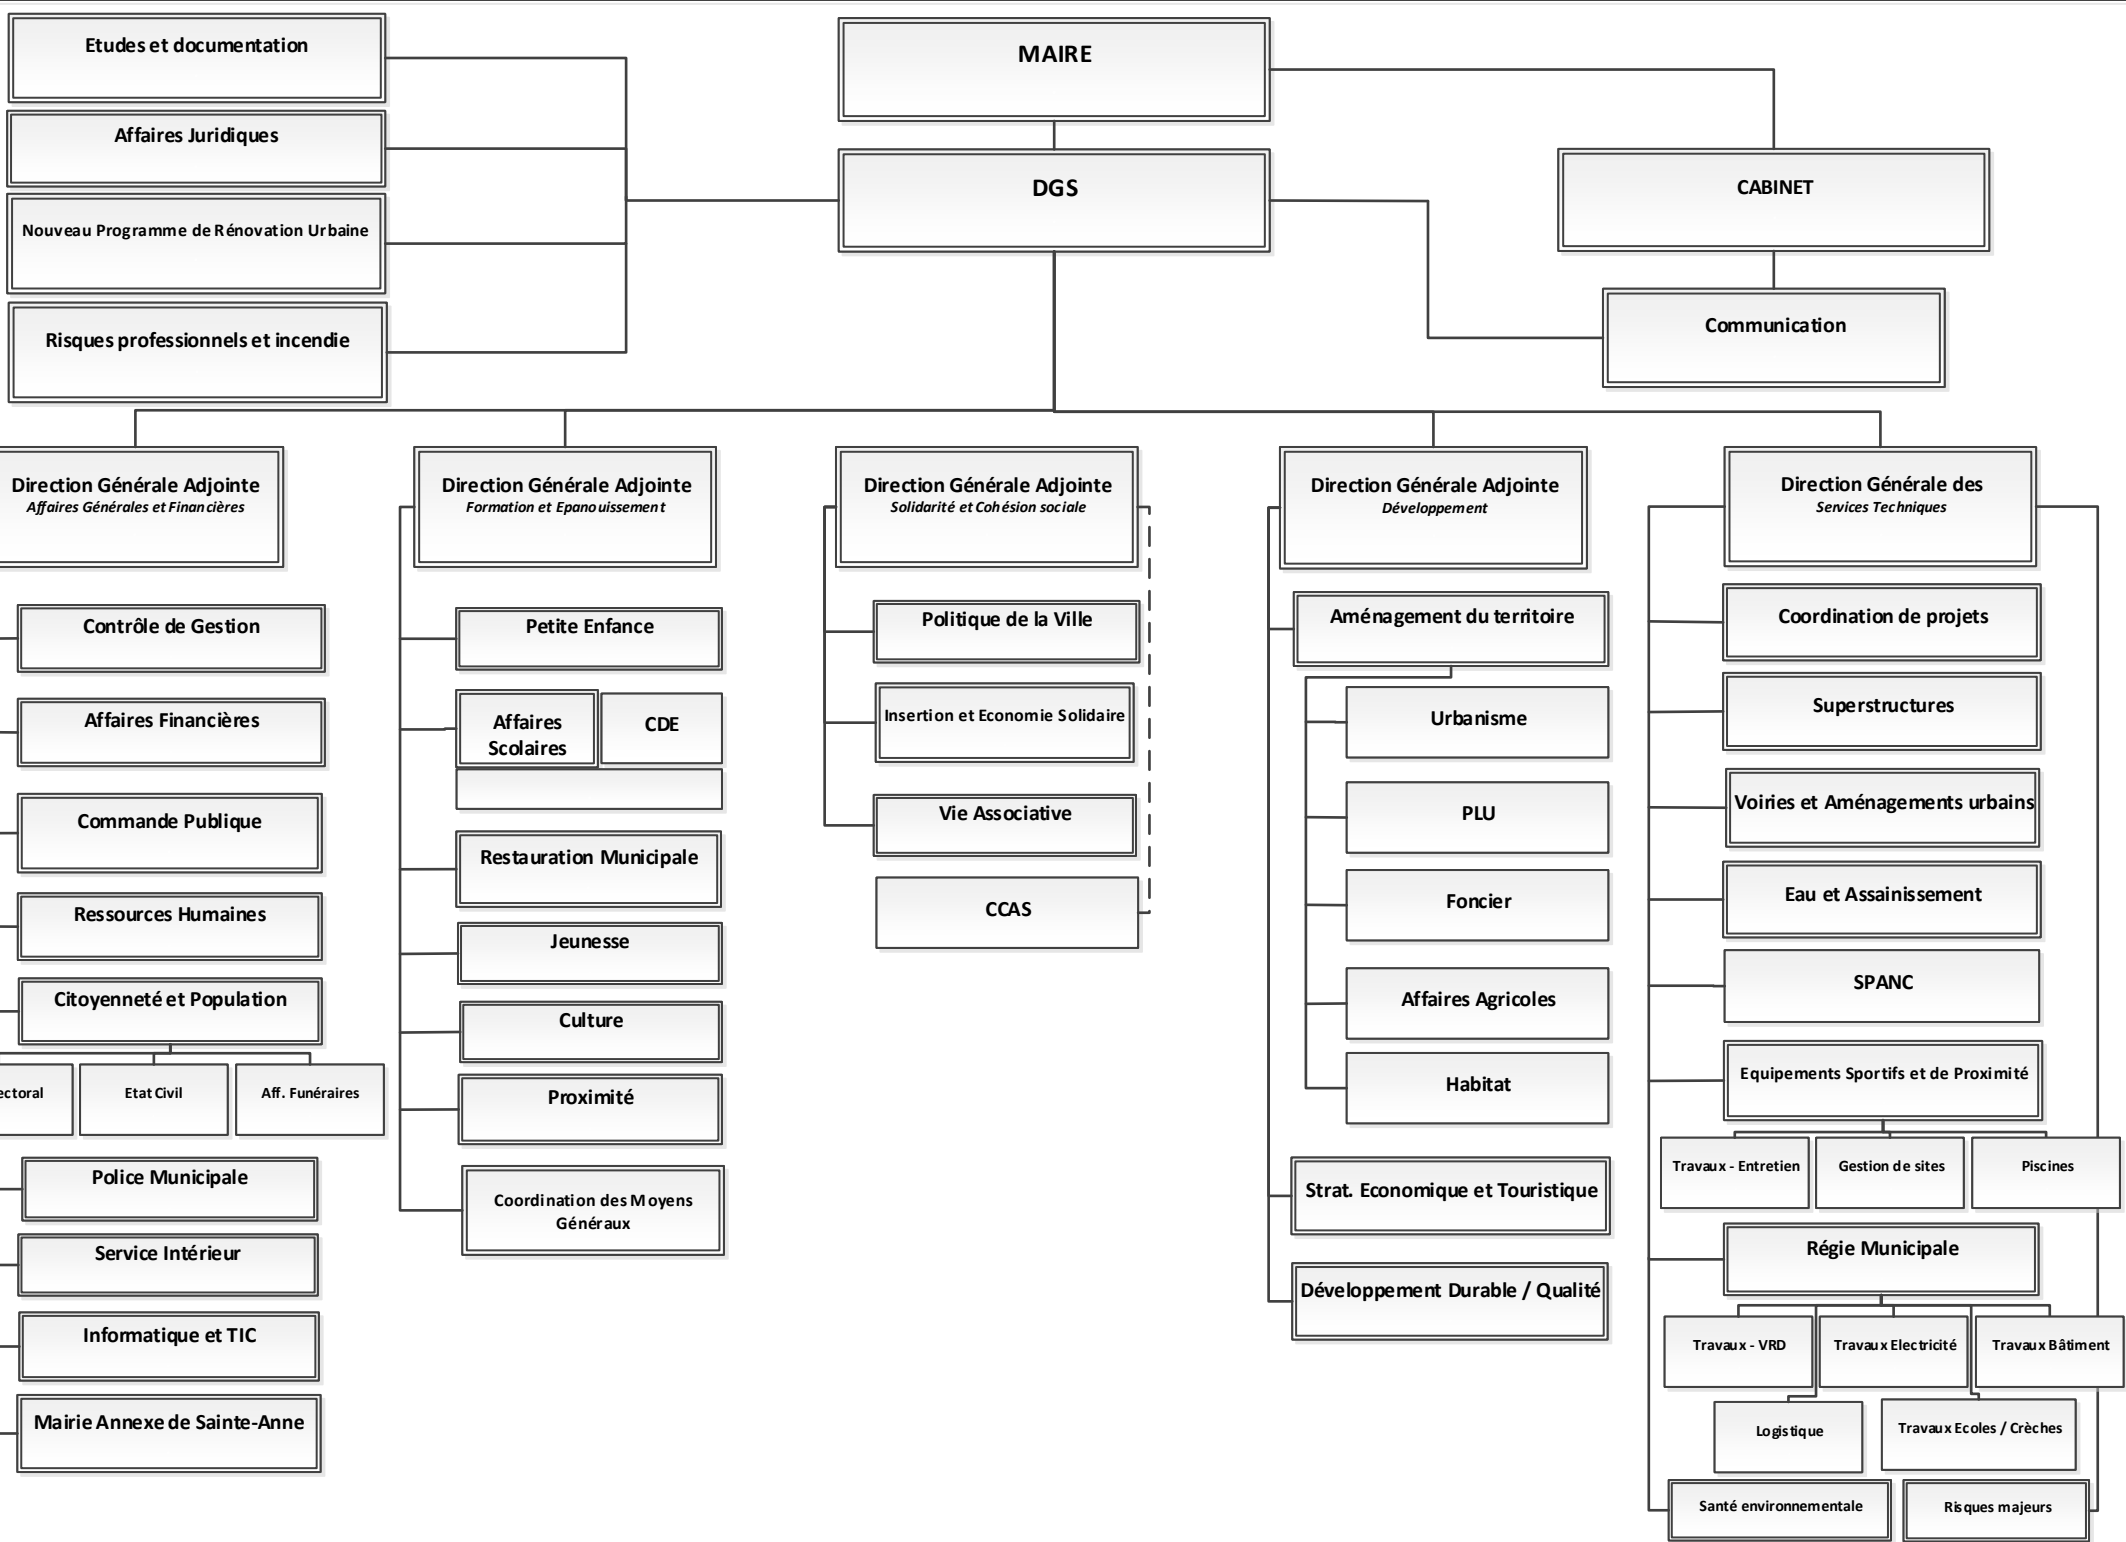 Etudes et documentation
Affaires Juridiques
Nouveau Programme de Rénovation Urbaine
Risques professionnels et incendie
MAIRE
DGS
CABINET
Communication
Direction Générale Adjointe
Affaires Générales et Financières
Contrôle de Gestion
Affaires Financières
Commande Publique
Ressources Humaines
Citoyenneté et Population
Etat Civil
Aff. Funéraires
Police Municipale
Service Intérieur
Informatique et TIC
Mairie Annexe de Sainte-Anne
Direction Générale Adjointe
Formation et Epanouissement
Petite Enfance
Affaires
Scolaires
CDE
Restauration Municipale
Jeunesse
Culture
Proximité
Coordination des Moyens
Généraux
Direction Générale Adjointe
Solidarité et Cohésion sociale
Politique de la Ville
Insertion et Economie Solidaire
Vie Associative
CCAS
Direction Générale Adjointe
Développement
Aménagement du territoire
Urbanisme
PLU
Foncier
Affaires Agricoles
Habitat
Strat. Economique et Touristique
Développement Durable / Qualité
Direction Générale des
Services Techniques
Coordination de projets
Superstructures
Voiries et Aménagements urbains
Eau et Assainissement
SPANC
Equipements Sportifs et de Proximité
Travaux - Entretien
Gestion de sites
Piscines
Régie Municipale
Travaux - VRD
Travaux Electricité
Travaux Bâtiment
Logistique
Travaux Ecoles / Crèches
Santé environnementale
Risques majeurs